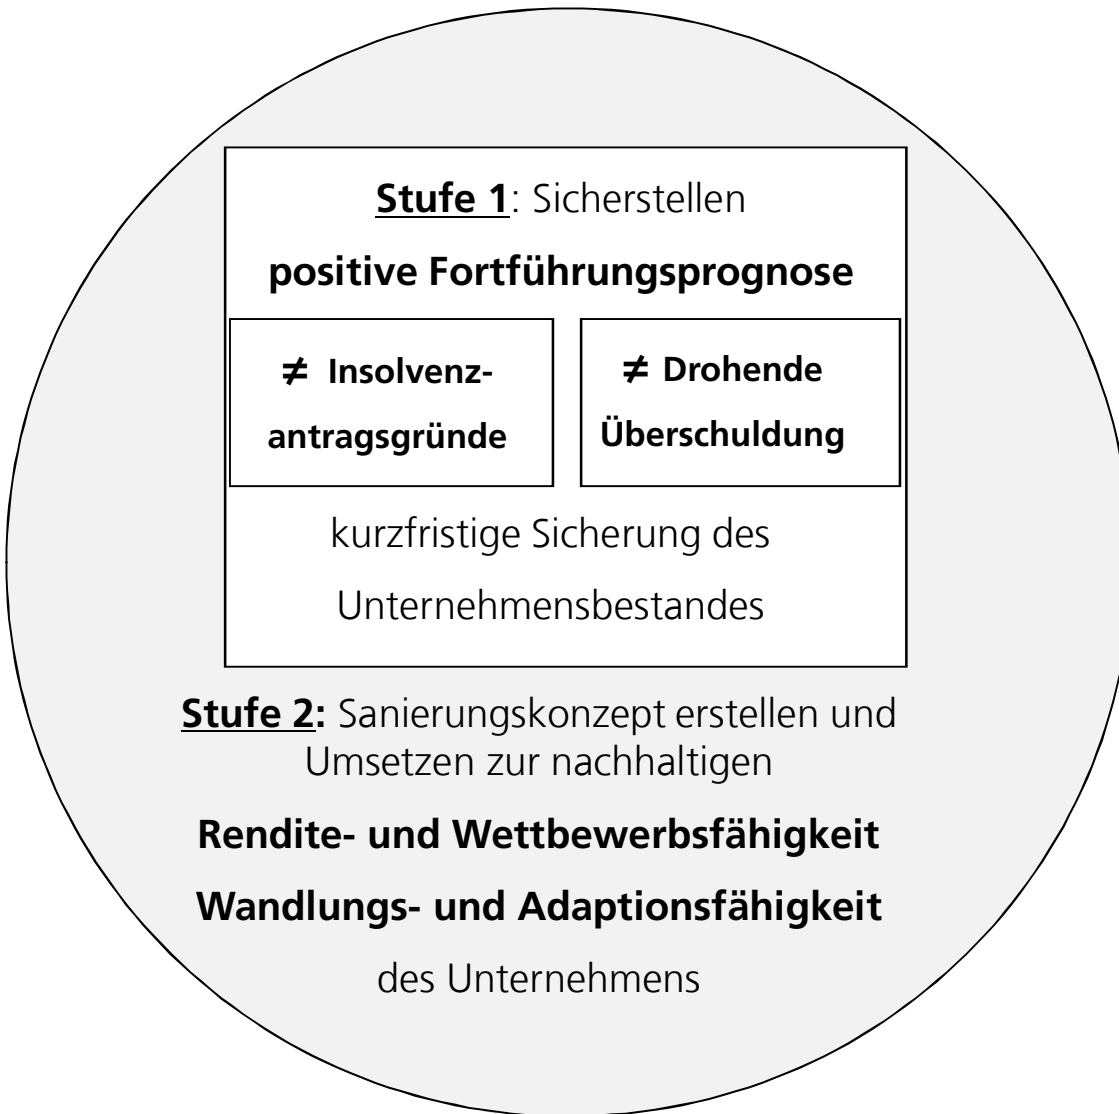 Stufe 1: Sicherstellen
positive Fortführungsprognose
≠ Insolvenz-
antragsgründe
≠ Drohende
Überschuldung
kurzfristige Sicherung des
Unternehmensbestandes
Stufe 2: Sanierungskonzept erstellen und
Umsetzen zur nachhaltigen
Rendite- und Wettbewerbsfähigkeit
Wandlungs- und Adaptionsfähigkeit
des Unternehmens